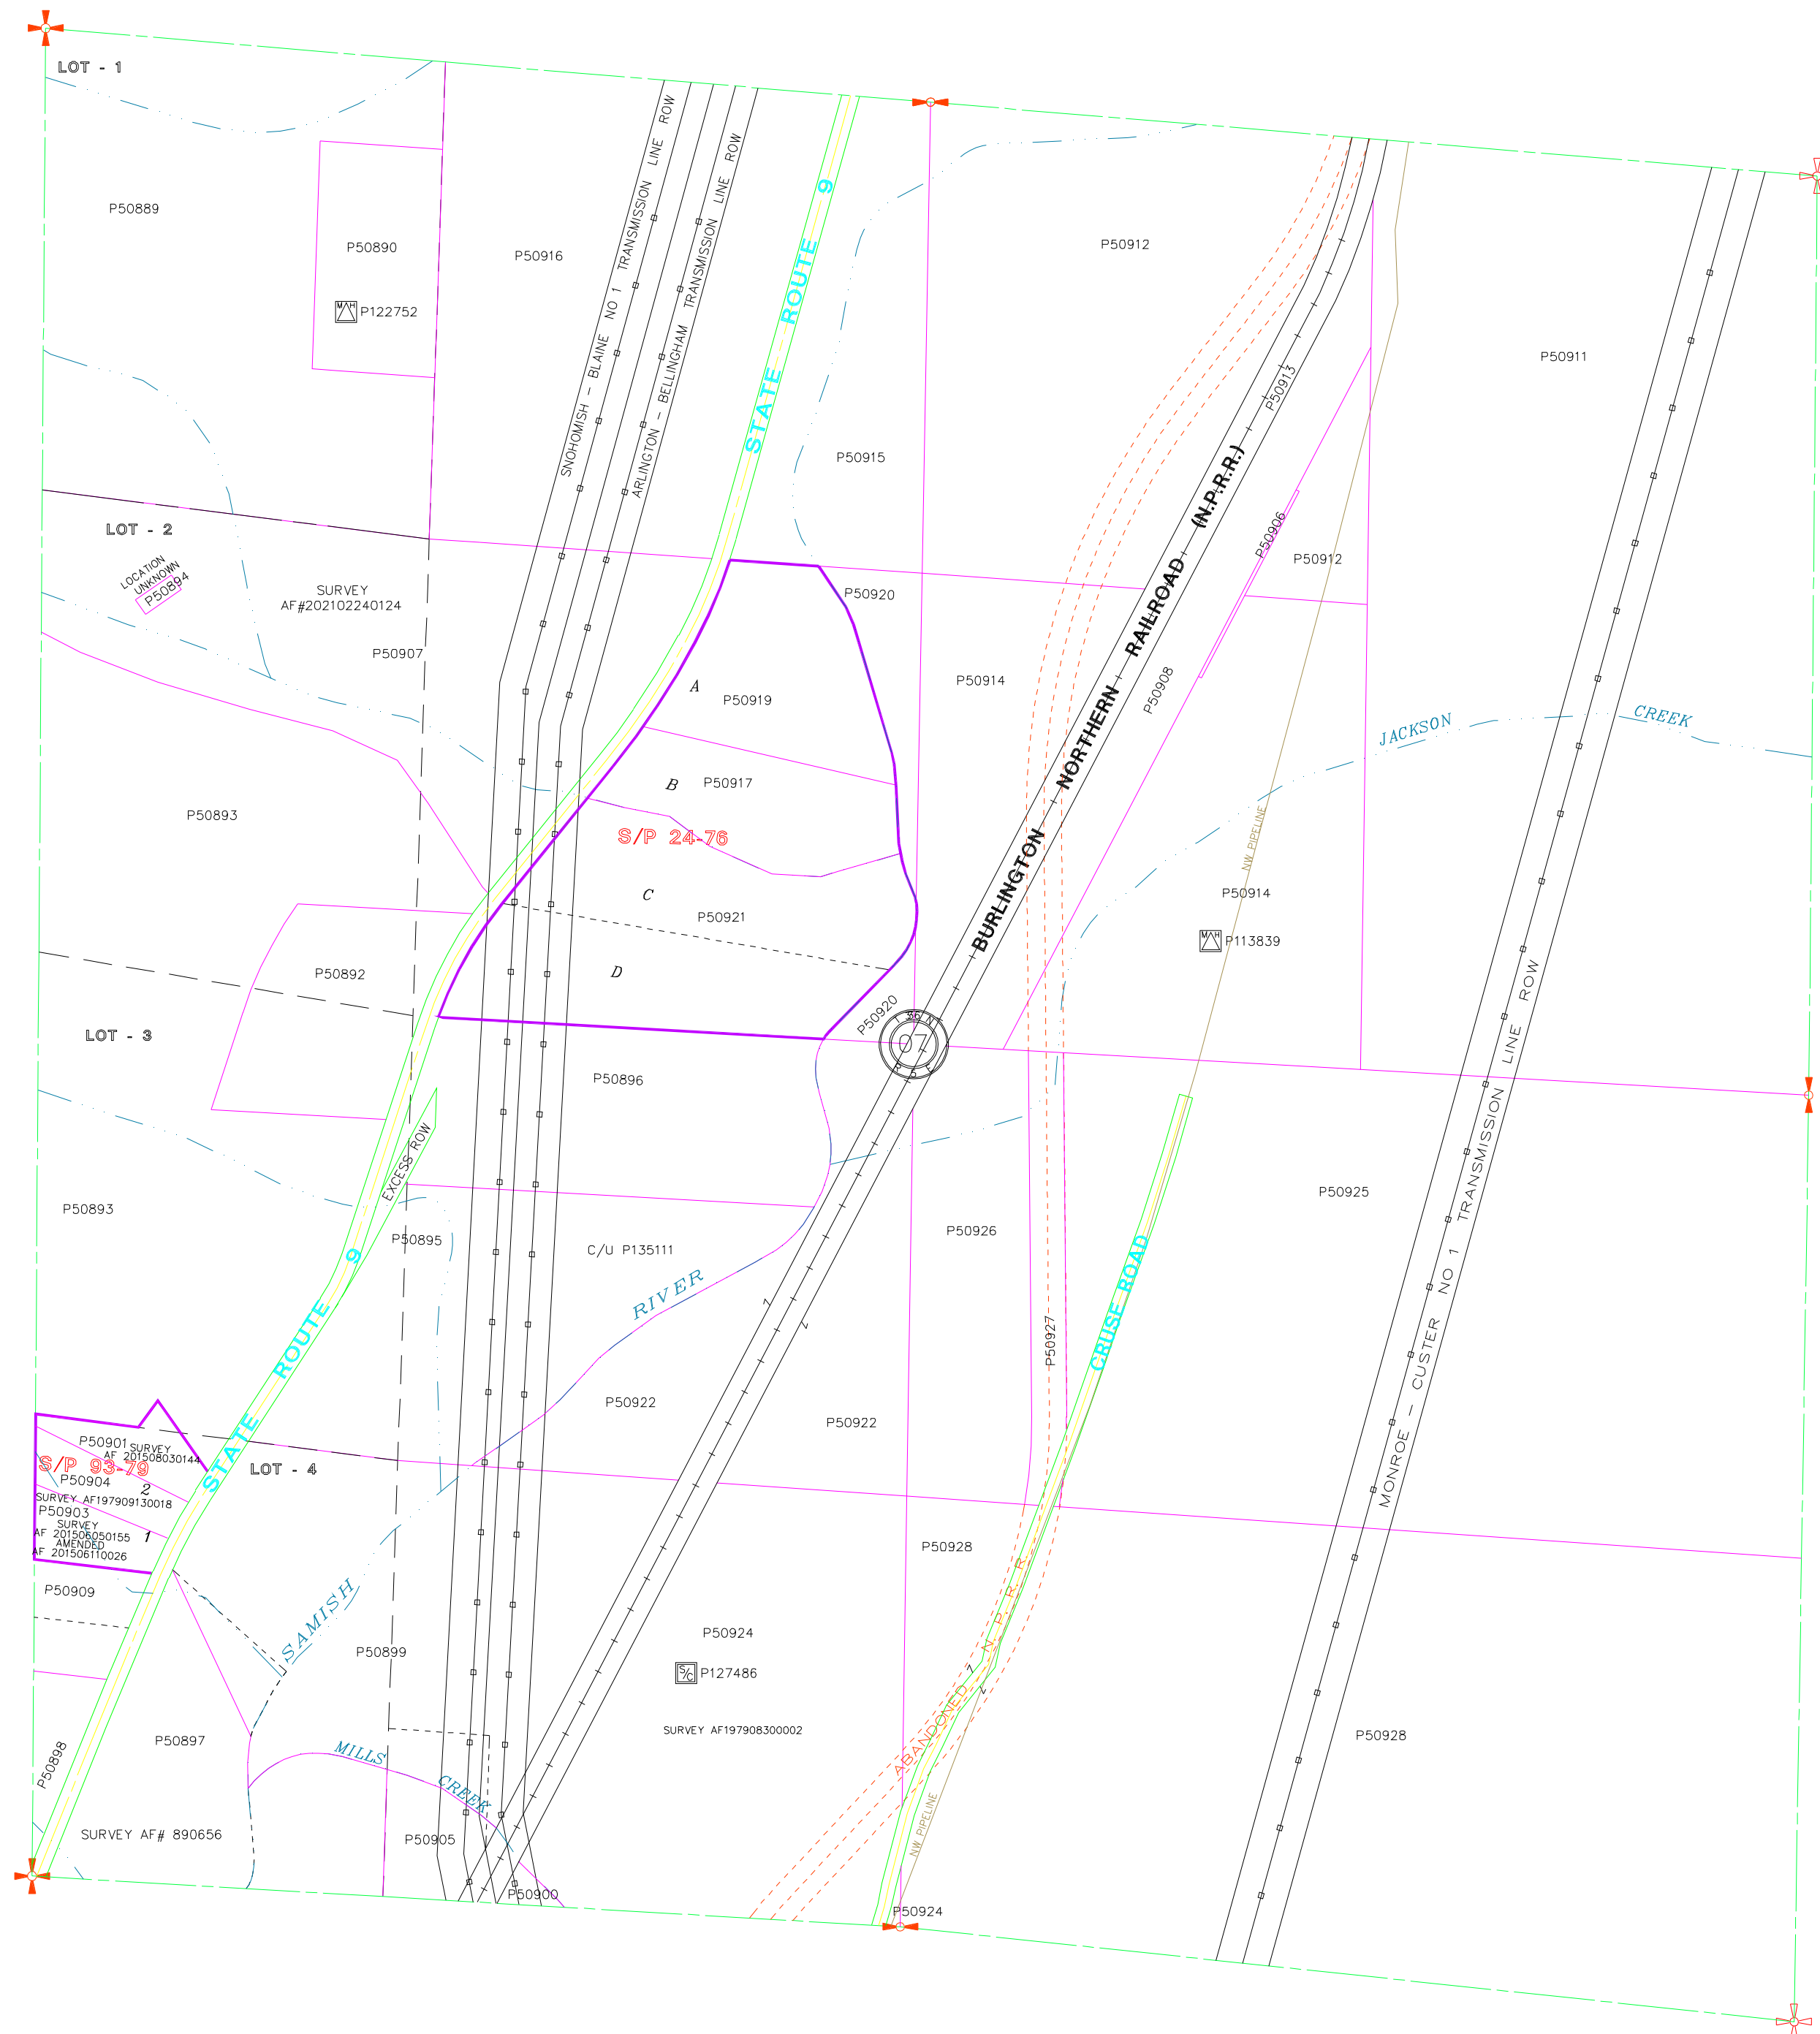 LOT - 1
P50889
P50890
M H P122752
P50916
SNOHOMISH - BLAINE NO 1 TRANSMISSION LINE ROW
ARLINGTON - BELLINGHAM TRANSMISSION LINE ROW
STATE ROUTE 9
P50912
P50911
P50915
P50913
BURLINGTON NORTHERN RAILROAD (N.P.R.R.)
P50906
P50912
LOT - 2
LOCATION
UNKNOWN
P50894
SURVEY
AF#202102240124
P50907
P50920
P50914
P50908
A
P50919
B
P50917
S/P 24-76
C
P50921
D
JACKSON CREEK
NW PIPELINE
P50914
M H P113839
P50893
P50892
LOT - 3
P50920
T 36 N
07
R 5 E
P50896
MONROE - CUSTER NO 1 TRANSMISSION LINE ROW
EXCESS ROW
P50893
P50895
C/U P135111
P50926
P50925
RIVER
CRUSE ROAD
P50927
STATE ROUTE 9
P50922
P50922
P50901
SURVEY
AF 201508030144
S/P 93-79
P50904
2
SURVEY AF197909130018
P50903
SURVEY
AF 201506050155
AMENDED
AF 201506110026
1
LOT - 4
P50928
P50909
SAMISH
P50899
P50924
S/C P127486
SURVEY AF197908300002
ABANDONED N. P. R. R.
P50928
P50897
P50898
MILLS CREEK
NW PIPELINE
SURVEY AF# 890656
P50905
P50900
P50924